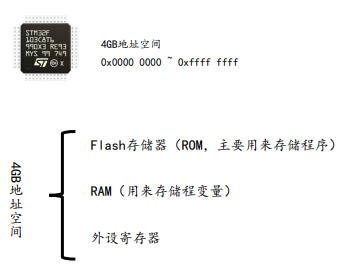 STM32F
103C8T6
990X3 RE93
MYS 99 749
ST
4GB地址空间
0x0000 0000 ~ 0xffff ffff
4GB地址空间
Flash存储器（ROM，主要用来存储程序）
RAM（用来存储程变量）
外设寄存器